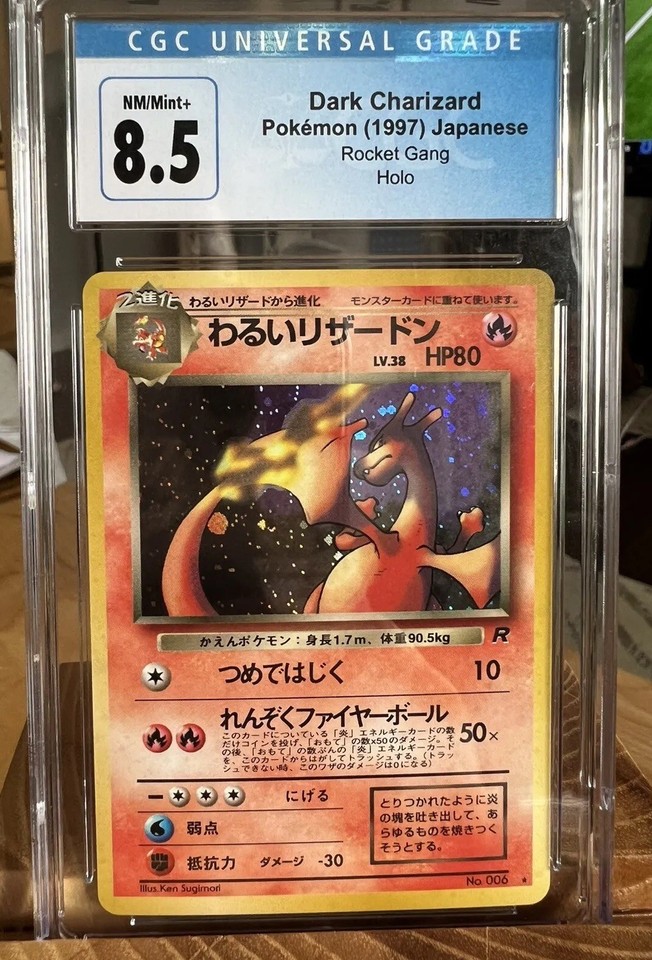 CGC UNIVERSAL GRADE
NM/Mint+
8.5
Dark Charizard
Pokémon (1997) Japanese
Rocket Gang
Holo
2進化
わるいリザードから進化
モンスターカードに重ねて使います。
わるいリザードン
LV.38 HP80
かえんポケモン:身長1.7m、体重90.5kg
R
つめではじく 10
れんぞくファイヤーボール
50×
このカードについている「炎」エネルギーカードの数
だけコインを投げ、「おもて」の数x50のダメージ。そ
の後、「おもて」の数ぶんの「炎」エネルギーカード
を、このカードからはがしてトラッシュする。(トラッ
シュできない時、このワザのダメージは0になる)
にげる
弱点
抵抗力 ダメージ -30
とりつかれたように炎
の塊を吐き出して、あ
らゆるものを焼きつく
そうとする。
Illus.Ken Sugimori
No. 006 ★